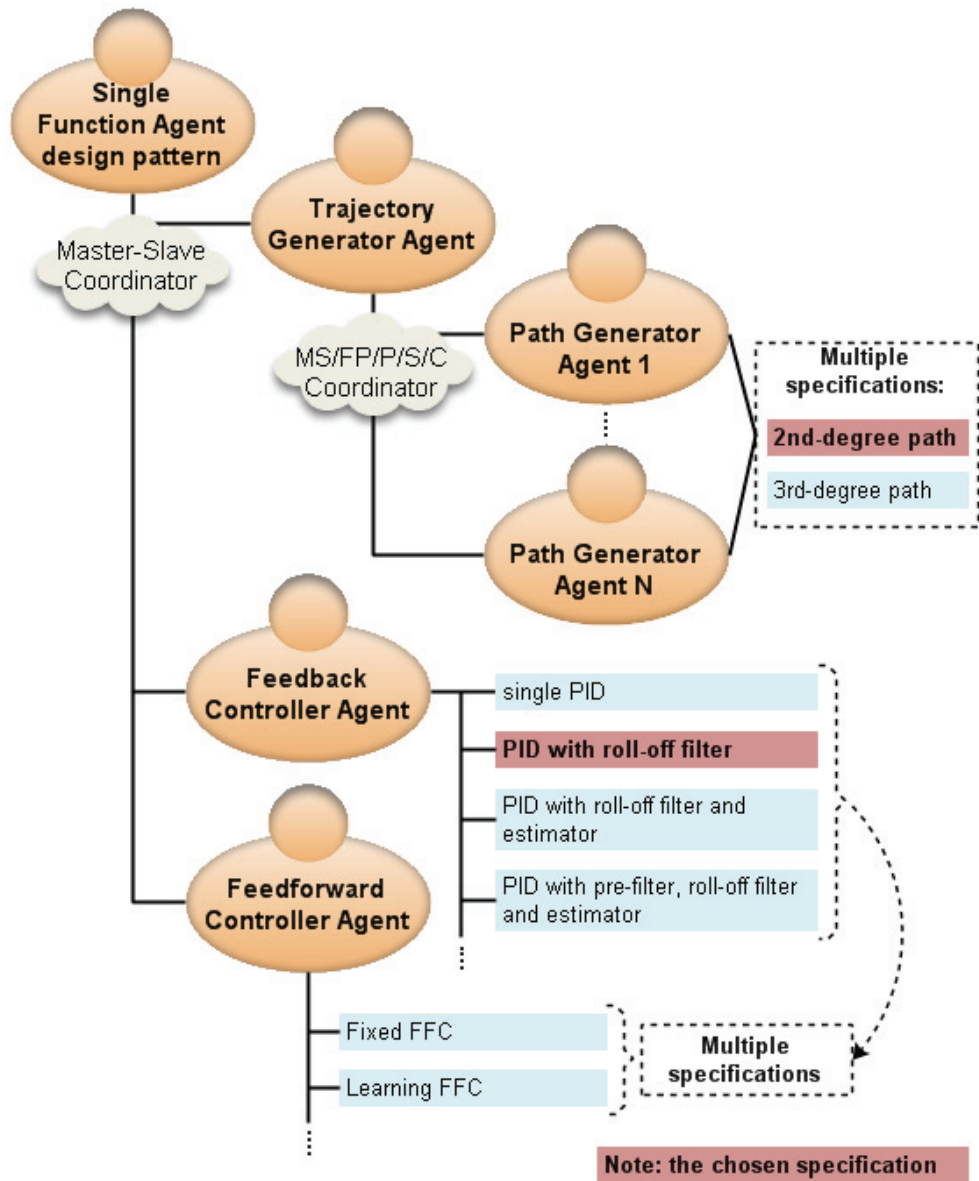 Single
Function Agent
design pattern
Trajectory
Generator Agent
Master-Slave
Coordinator
Path Generator
Agent 1
MS/FP/P/S/C
Coordinator
Multiple
specifications:
2nd-degree path
3rd-degree path
Path Generator
Agent N
Feedback
Controller Agent
single PID
PID with roll-off filter
PID with roll-off filter and
estimator
PID with pre-filter, roll-off filter
and estimator
Feedforward
Controller Agent
Fixed FFC
Learning FFC
Multiple
specifications
Note: the chosen specification